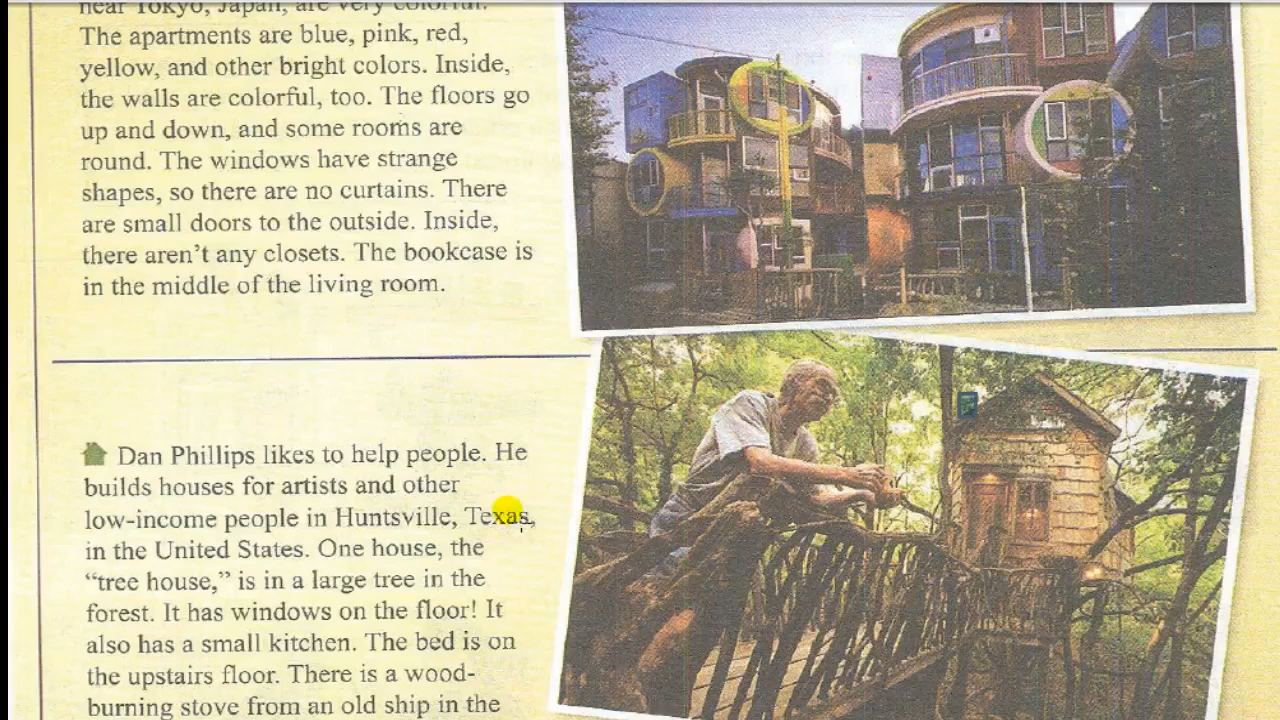 near Tokyo, Japan, are very colorful.
The apartments are blue, pink, red,
yellow, and other bright colors. Inside,
the walls are colorful, too. The floors go
up and down, and some rooms are
round. The windows have strange
shapes, so there are no curtains. There
are small doors to the outside. Inside,
there aren't any closets. The bookcase is
in the middle of the living room.
Dan Phillips likes to help people. He
builds houses for artists and other
low-income people in Huntsville, Texas,
in the United States. One house, the
“tree house,” is in a large tree in the
forest. It has windows on the floor! It
also has a small kitchen. The bed is on
the upstairs floor. There is a wood-
burning stove from an old ship in the